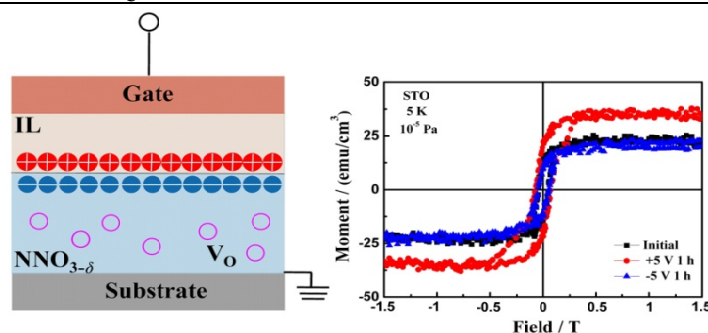 Gate
IL
NNO3-δ
VO
Substrate
50
25
0
-25
-50
Moment / (emu/cm³)
STO
5 K
10⁻⁵ Pa
Initial
+5 V 1 h
-5 V 1 h
-1.5 -1 -0.5 0 0.5 1 1.5
Field / T